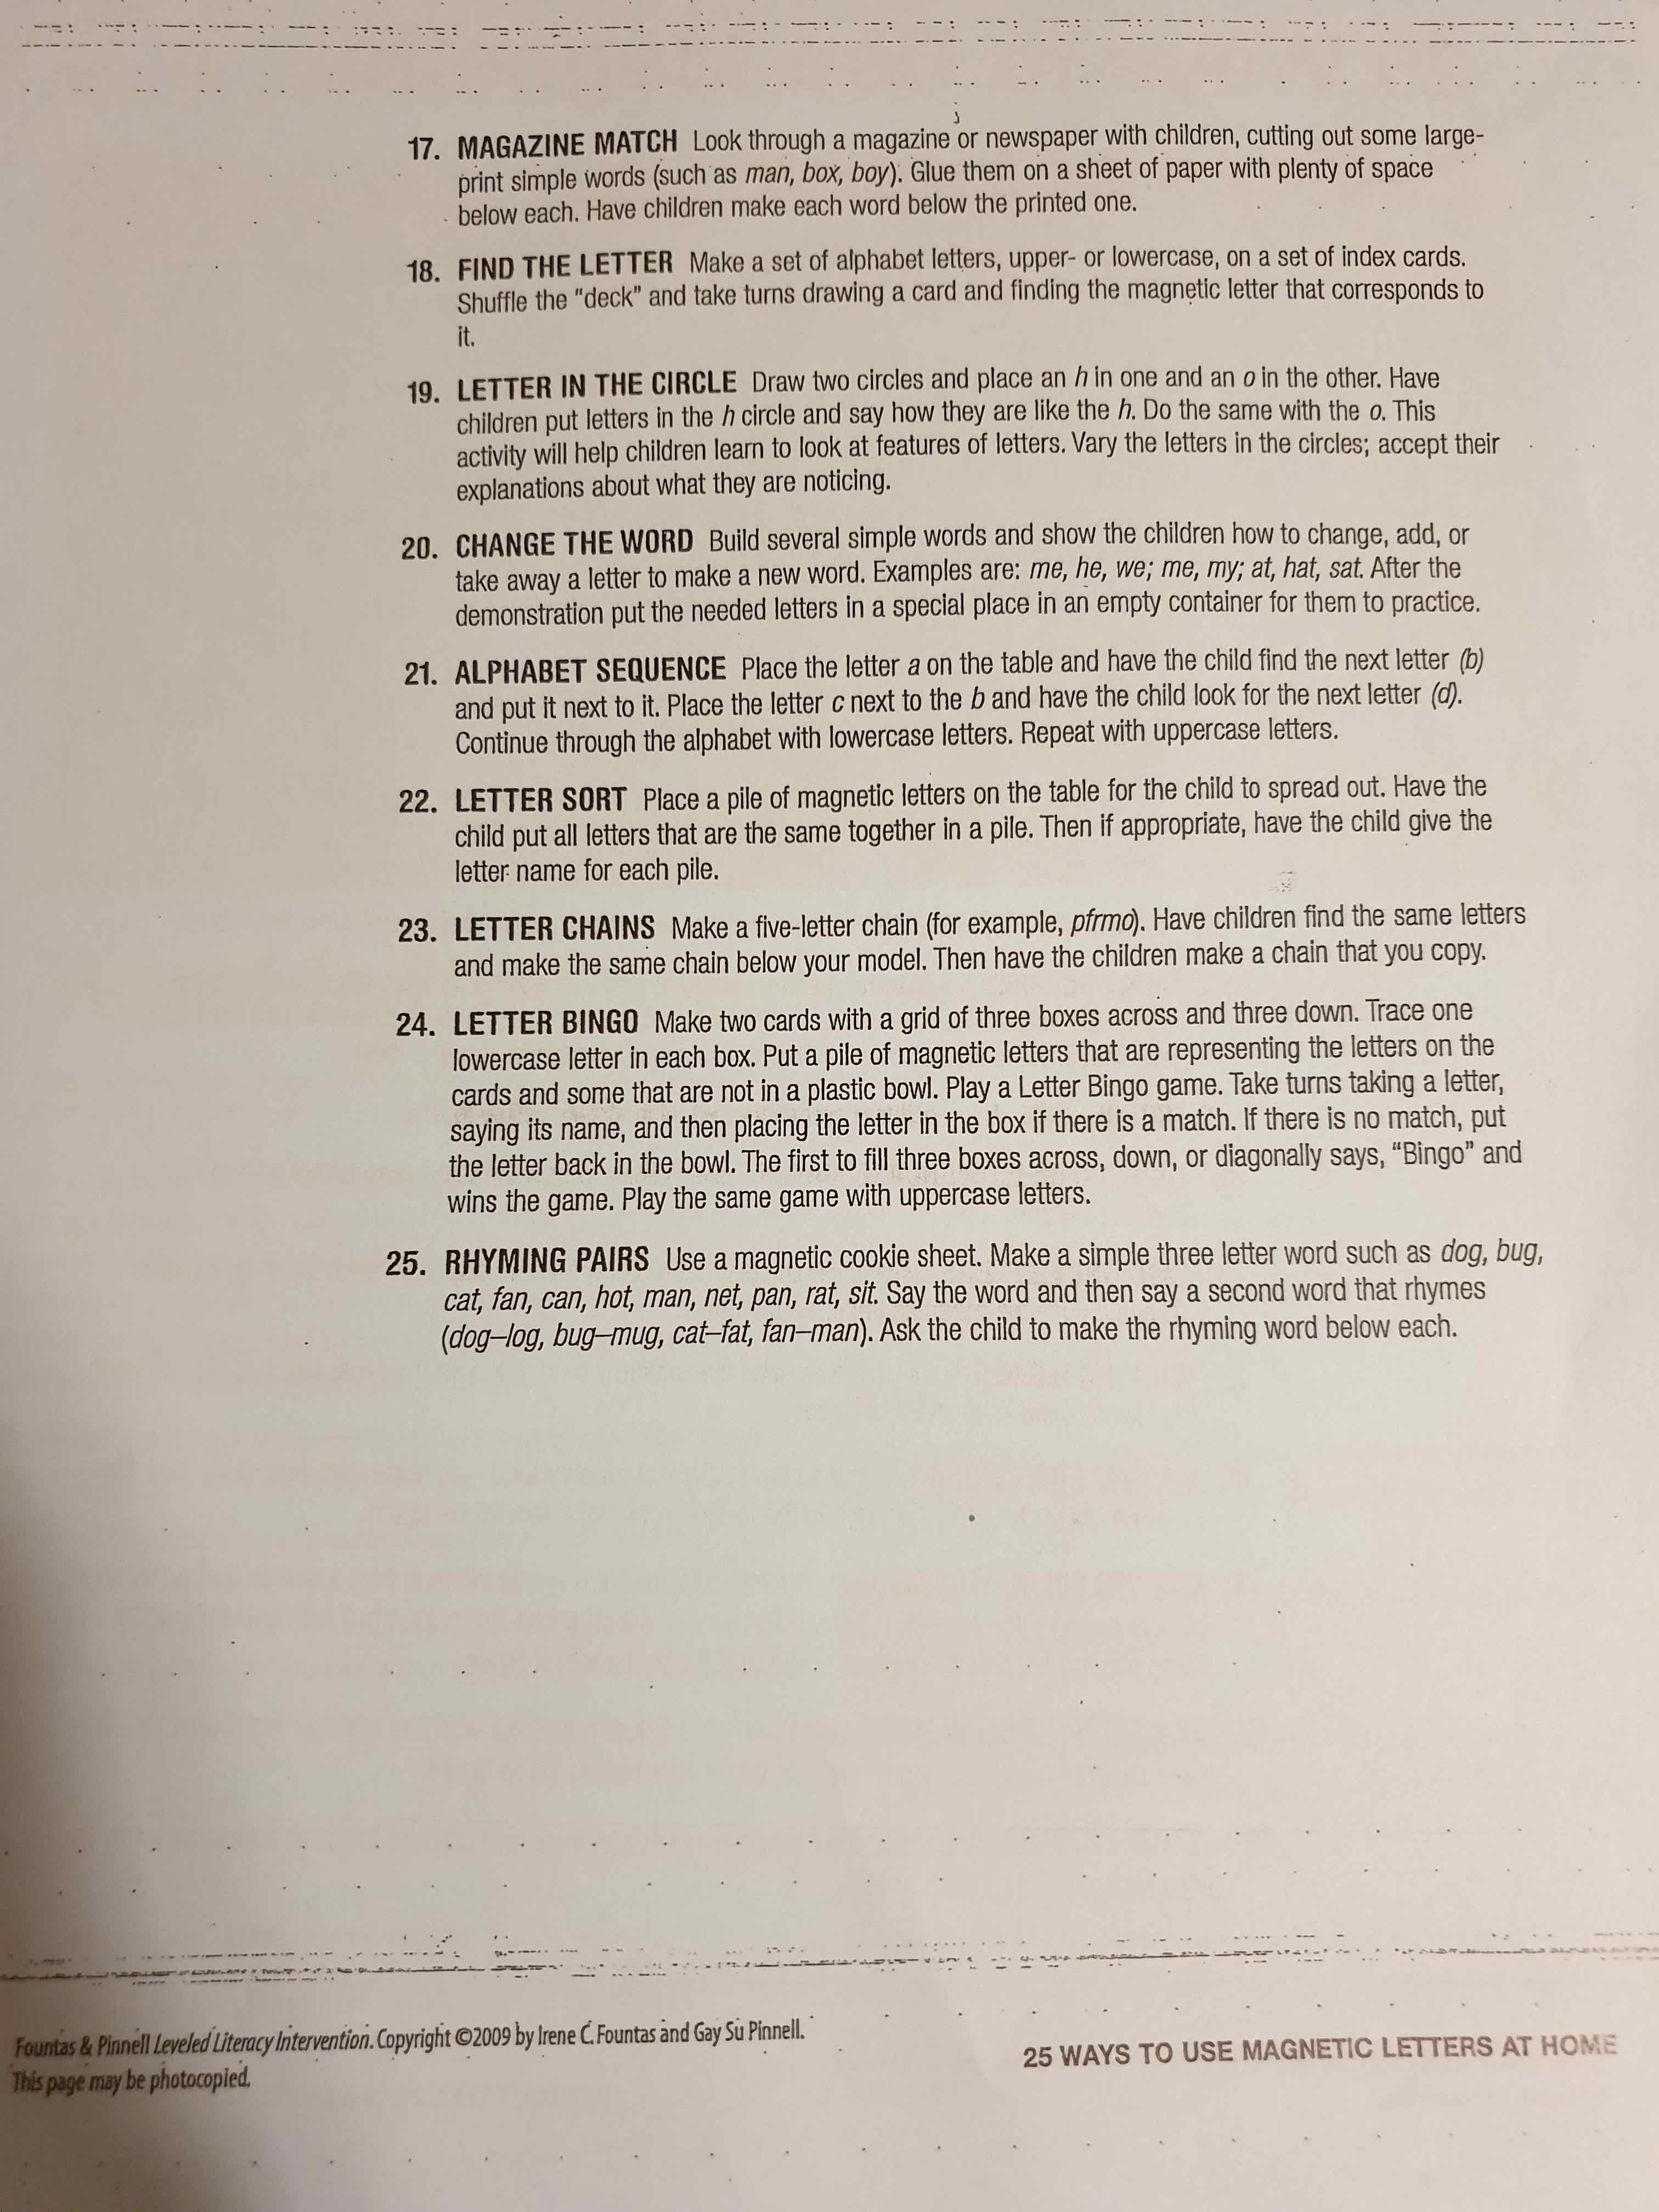 17. MAGAZINE MATCH Look through a magazine or newspaper with children, cutting out some large-
print simple words (such as man, box, boy). Glue them on a sheet of paper with plenty of space
below each. Have children make each word below the printed one.
18. FIND THE LETTER Make a set of alphabet letters, upper- or lowercase, on a set of index cards.
Shuffle the "deck" and take turns drawing a card and finding the magnetic letter that corresponds to
it.
19. LETTER IN THE CIRCLE Draw two circles and place an h in one and an o in the other. Have
children put letters in the h circle and say how they are like the h. Do the same with the o. This
activity will help children learn to look at features of letters. Vary the letters in the circles; accept their
explanations about what they are noticing.
20. CHANGE THE WORD Build several simple words and show the children how to change, add, or
take away a letter to make a new word. Examples are: me, he, we; me, my; at, hat, sat. After the
demonstration put the needed letters in a special place in an empty container for them to practice.
21. ALPHABET SEQUENCE Place the letter a on the table and have the child find the next letter (b)
and put it next to it. Place the letter c next to the b and have the child look for the next letter (d).
Continue through the alphabet with lowercase letters. Repeat with uppercase letters.
22. LETTER SORT Place a pile of magnetic letters on the table for the child to spread out. Have the
child put all letters that are the same together in a pile. Then if appropriate, have the child give the
letter name for each pile.
23. LETTER CHAINS Make a five-letter chain (for example, pfrmo). Have children find the same letters
and make the same chain below your model. Then have the children make a chain that you copy.
24. LETTER BINGO Make two cards with a grid of three boxes across and three down. Trace one
lowercase letter in each box. Put a pile of magnetic letters that are representing the letters on the
cards and some that are not in a plastic bowl. Play a Letter Bingo game. Take turns taking a letter,
saying its name, and then placing the letter in the box if there is a match. If there is no match, put
the letter back in the bowl. The first to fill three boxes across, down, or diagonally says, "Bingo" and
wins the game. Play the same game with uppercase letters.
25. RHYMING PAIRS Use a magnetic cookie sheet. Make a simple three letter word such as dog, bug,
cat, fan, can, hot, man, net, pan, rat, sit. Say the word and then say a second word that rhymes
(dog–log, bug–mug, cat–fat, fan–man). Ask the child to make the rhyming word below each.
Fountas & Pinnell Leveled Literacy Intervention. Copyright ©2009 by Irene C. Fountas and Gay Su Pinnell.
This page may be photocopied.
25 WAYS TO USE MAGNETIC LETTERS AT HOME